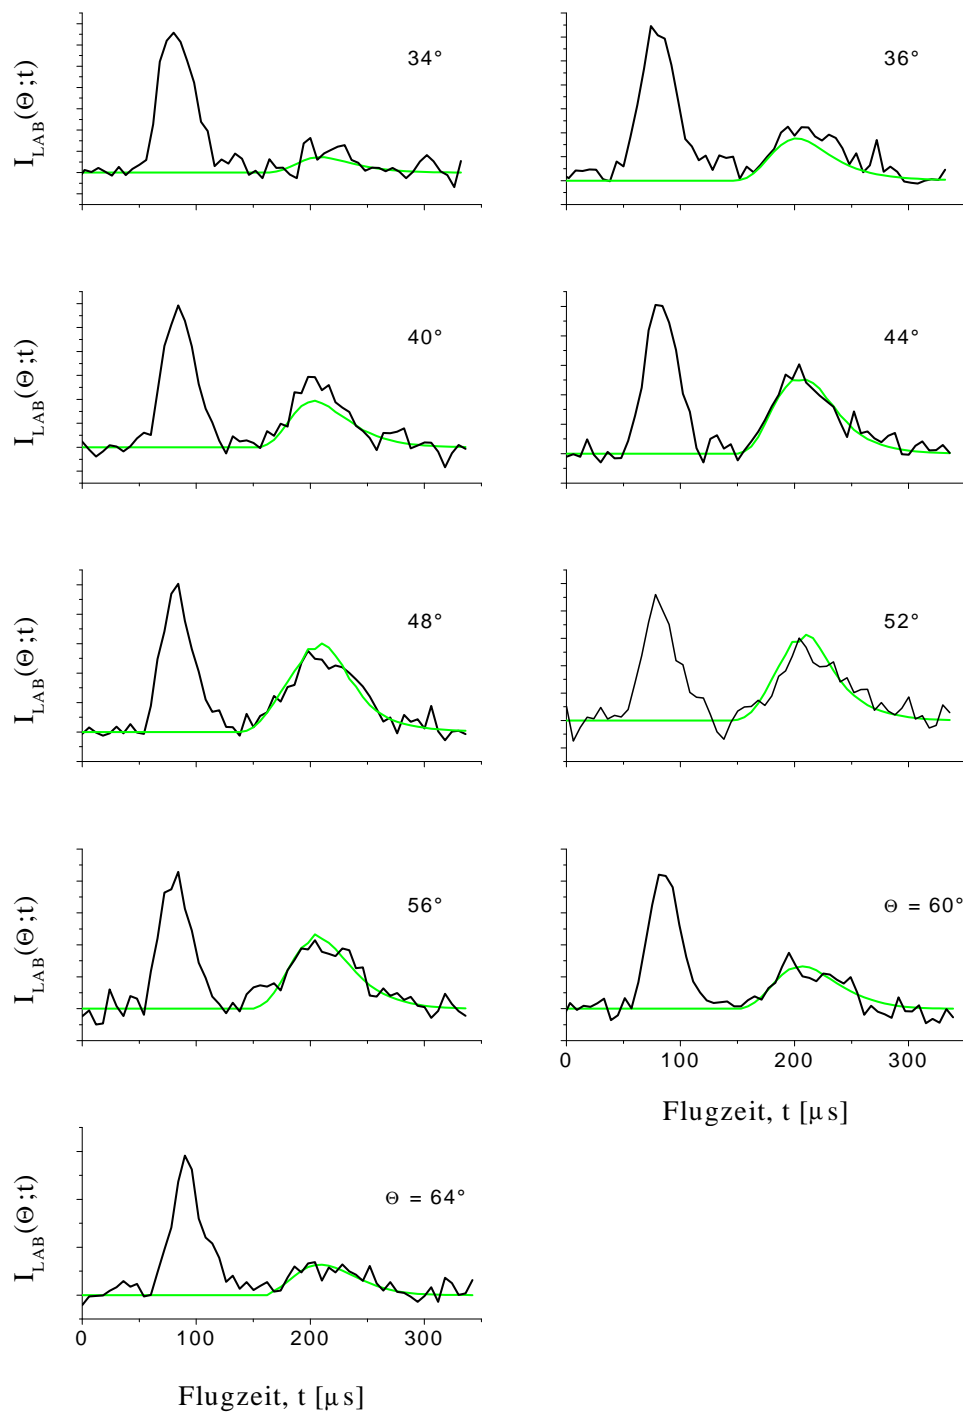 I_LAB(Θ;t)
34°
36°
I_LAB(Θ;t)
40°
44°
I_LAB(Θ;t)
48°
52°
I_LAB(Θ;t)
56°
Θ = 60°
0 100 200 300
Flugzeit, t [μs]
I_LAB(Θ;t)
Θ = 64°
0 100 200 300
Flugzeit, t [μs]